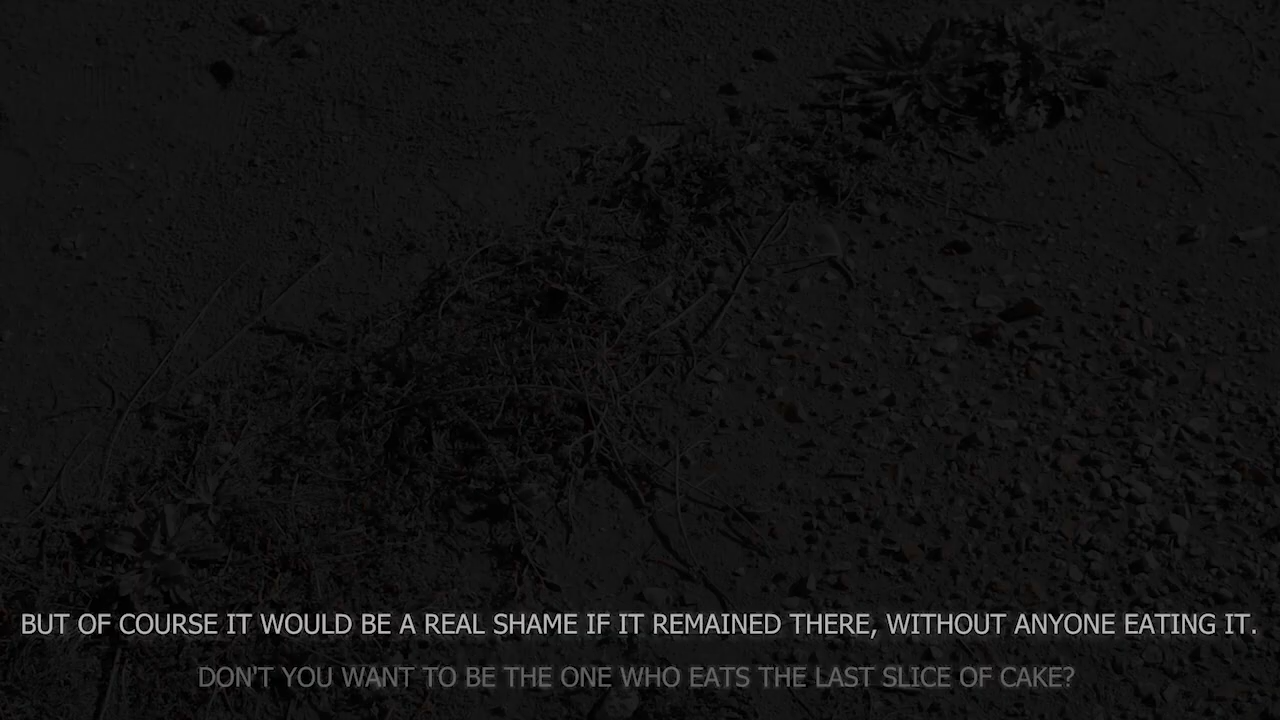 BUT OF COURSE IT WOULD BE A REAL SHAME IF IT REMAINED THERE, WITHOUT ANYONE EATING IT.
DON'T YOU WANT TO BE THE ONE WHO EATS THE LAST SLICE OF CAKE?